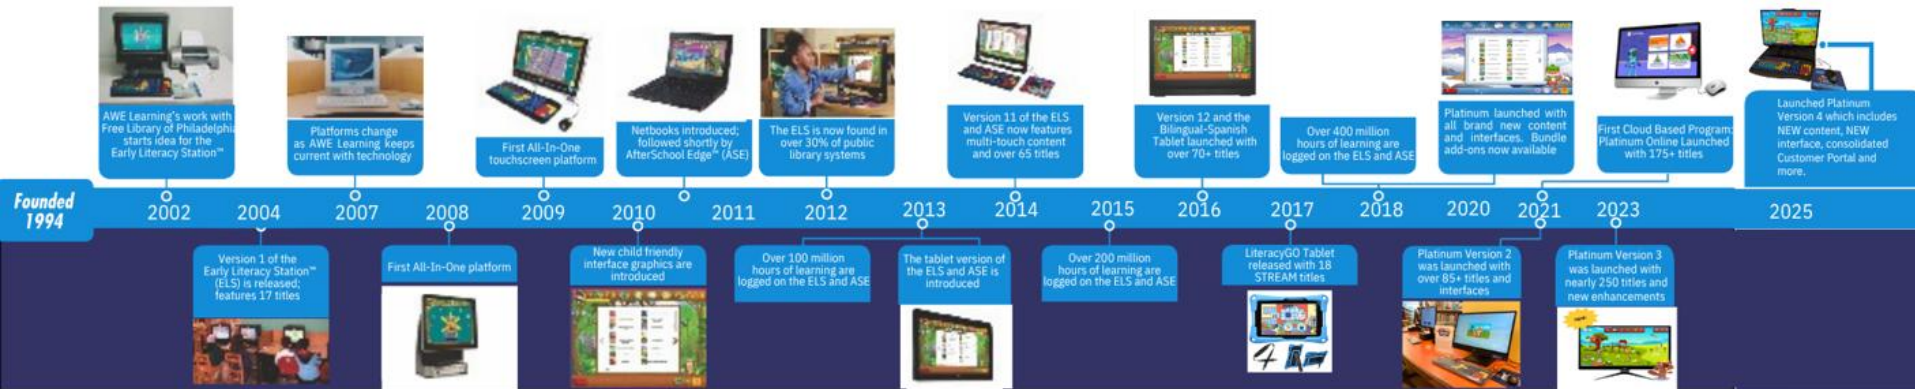 AWE Learning's work with
Free Library of Philadelphia
starts idea for the
Early Literacy Station™
Platforms change
as AWE Learning keeps
current with technology
First All-In-One
touchscreen platform
Netbooks introduced;
followed shortly by
AfterSchool Edge™ (ASE)
The ELS is now found in
over 30% of public
library systems
Version 11 of the ELS
and ASE now features
multi-touch content
and over 65 titles
Version 12 and the
Bilingual-Spanish
Tablet launched with
over 70+ titles
Over 400 million
hours of learning are
logged on the ELS and ASE
Platinum launched with
all brand new content
and interfaces. Bundle
add-ons now available
First Cloud Based Program;
Platinum Online Launched
with 175+ titles
Launched Platinum
Version 4 which includes
NEW content, NEW
interface, consolidated
Customer Portal and
more.
Founded
1994
2002
2004
2007
2008
2009
2010
2011
2012
2013
2014
2015
2016
2017
2018
2020
2021
2023
2025
Version 1 of the
Early Literacy Station™
(ELS) is released;
features 17 titles
First All-In-One platform
New child friendly
interface graphics are
introduced
Over 100 million
hours of learning are
logged on the ELS and ASE
The tablet version of
the ELS and ASE is
introduced
Over 200 million
hours of learning are
logged on the ELS and ASE
LiteracyGO Tablet
released with 18
STREAM titles
Platinum Version 2
was launched with
over 85+ titles and
interfaces
Platinum Version 3
was launched with
nearly 250 titles and
new enhancements